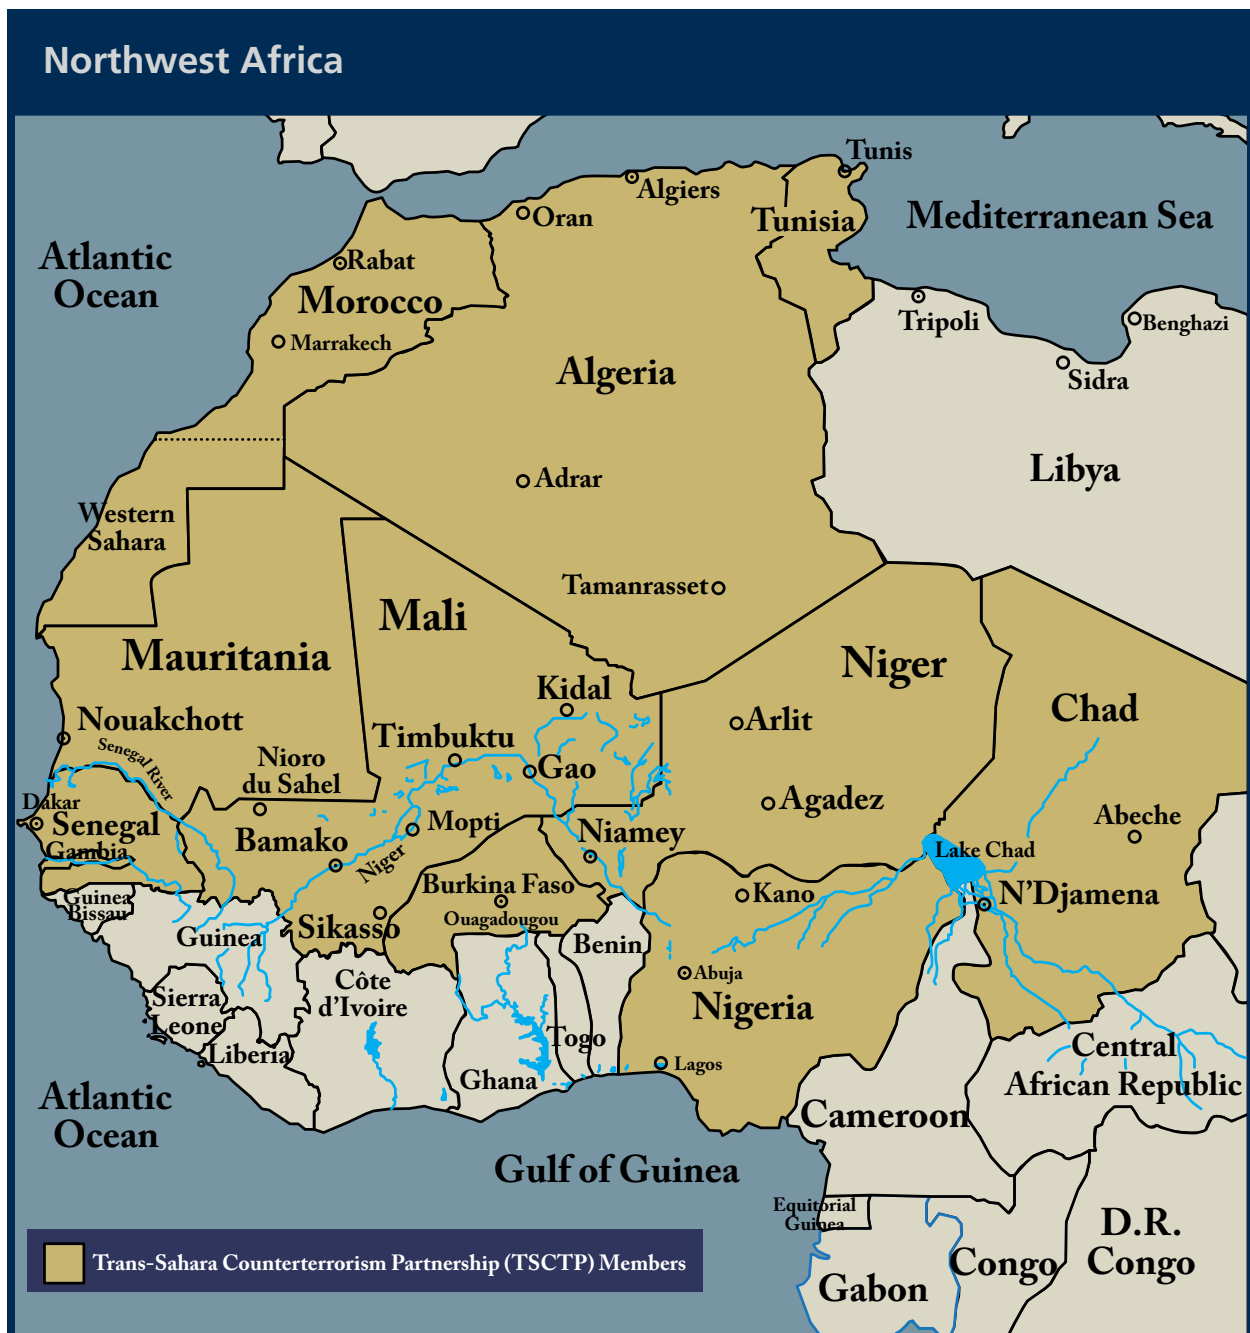 Northwest Africa
Tunis
Algiers
Oran
Tunisia
Mediterranean Sea
Atlantic
Ocean
Rabat
Morocco
Marrakech
Tripoli
Benghazi
Sidra
Algeria
Libya
Adrar
Western
Sahara
Tamanrasset
Mali
Mauritania
Niger
Kidal
Chad
Nouakchott
Arlit
Senegal River
Timbuktu
Nioro
du Sahel
Gao
Agadez
Dakar
Senegal
Gambia
Bamako
Mopti
Niger
Niamey
Abeche
Lake Chad
Guinea
Bissau
Burkina Faso
Ouagadougou
Kano
N'Djamena
Guinea
Sikasso
Benin
Côte
d'Ivoire
Abuja
Nigeria
Sierra
Leone
Liberia
Togo
Ghana
Lagos
Central
African Republic
Atlantic
Ocean
Cameroon
Gulf of Guinea
Equitorial
Guinea
D.R.
Congo
Congo
Gabon
Trans-Sahara Counterterrorism Partnership (TSCTP) Members